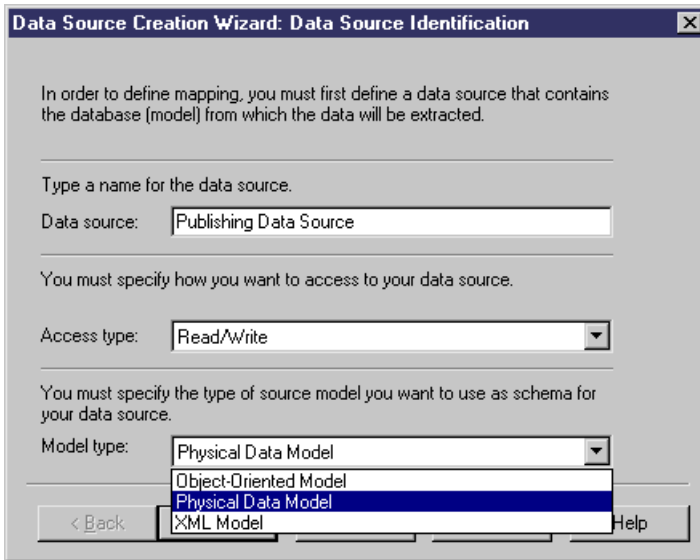 Data Source Creation Wizard: Data Source Identification
In order to define mapping, you must first define a data source that contains
the database (model) from which the data will be extracted.
Type a name for the data source.
Data source: Publishing Data Source
You must specify how you want to access to your data source.
Access type: Read/Write
You must specify the type of source model you want to use as schema for
your data source.
Model type: Physical Data Model
Object-Oriented Model
Physical Data Model
XML Model
< Back
Help